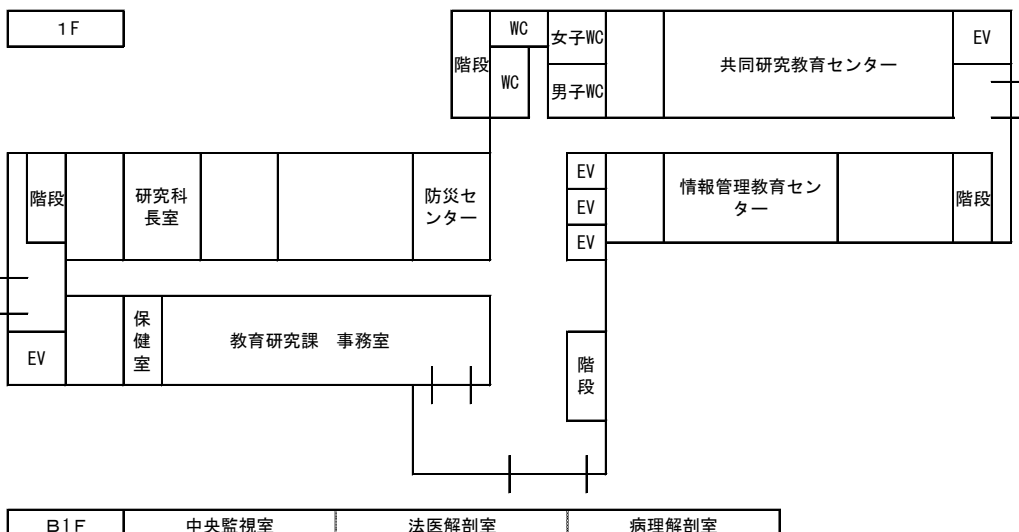 1F
WC
女子WC
EV
階段
共同研究教育センター
WC
男子WC
階段
研究科
長室
防災セ
ンター
EV
EV
EV
情報管理教育セン
ター
階段
保
健
室
教育研究課 事務室
EV
階
段
B1F 中央監視室 法医解剖室 病理解剖室